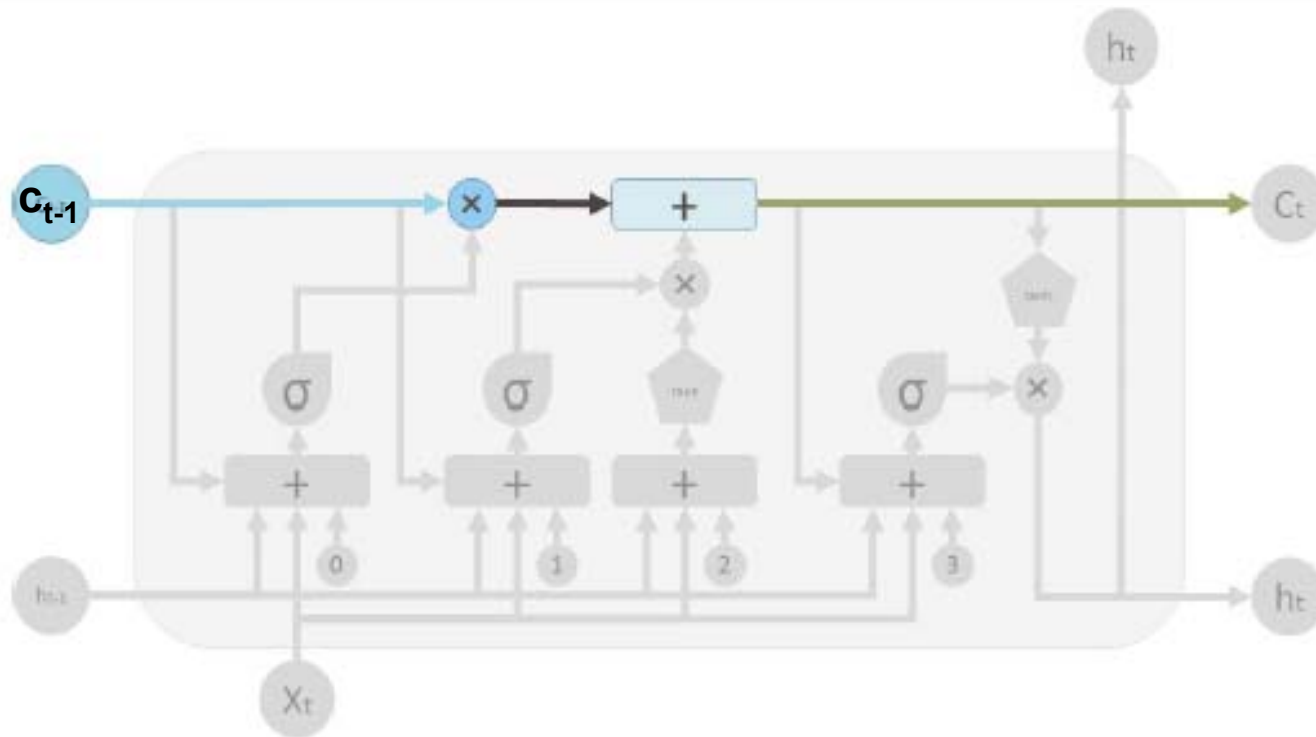 ht
Ct-1
×
+
Ct
×
σ
σ
σ
×
+
+
+
+
0
1
2
3
ht-1
ht
Xt